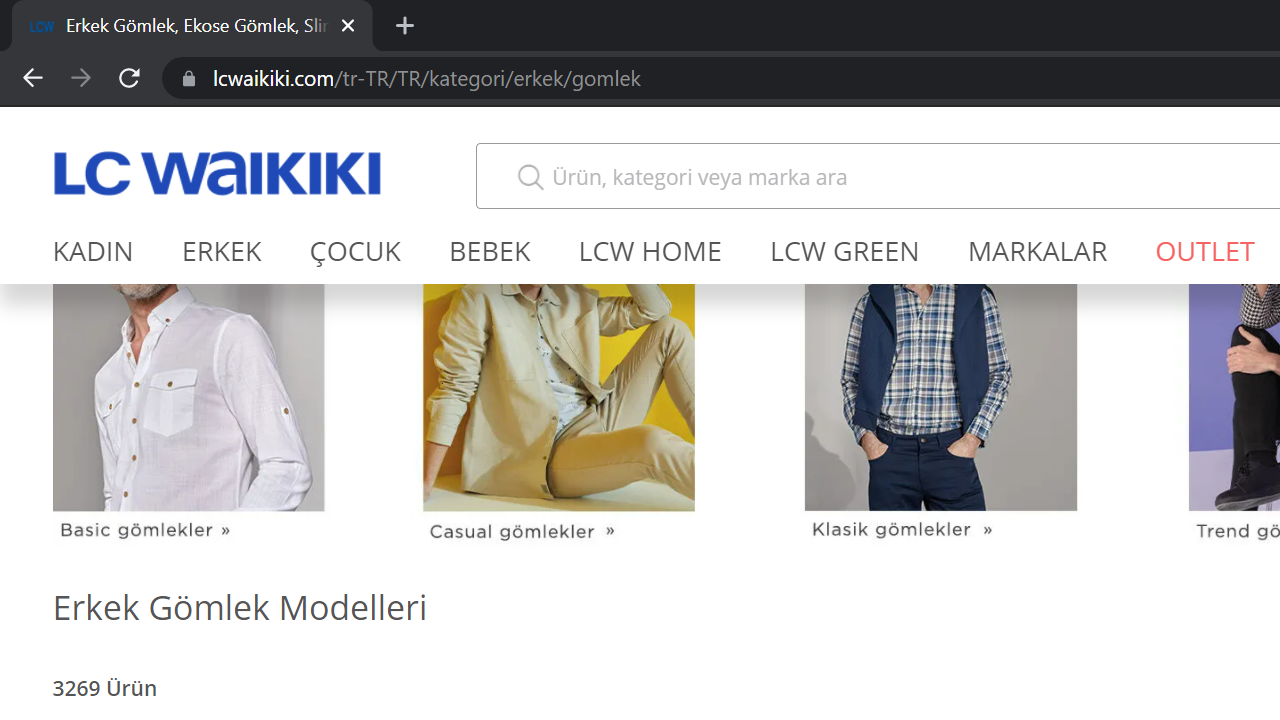 LCW Erkek Gömlek, Ekose Gömlek, Slir
lcwaikiki.com/tr-TR/TR/kategori/erkek/gomlek
LC WAIKIKI
Ürün, kategori veya marka ara
KADIN ERKEK ÇOCUK BEBEK LCW HOME LCW GREEN MARKALAR OUTLET
Basic gömlekler » Casual gömlekler » Klasik gömlekler » Trend gö
Erkek Gömlek Modelleri
3269 Ürün